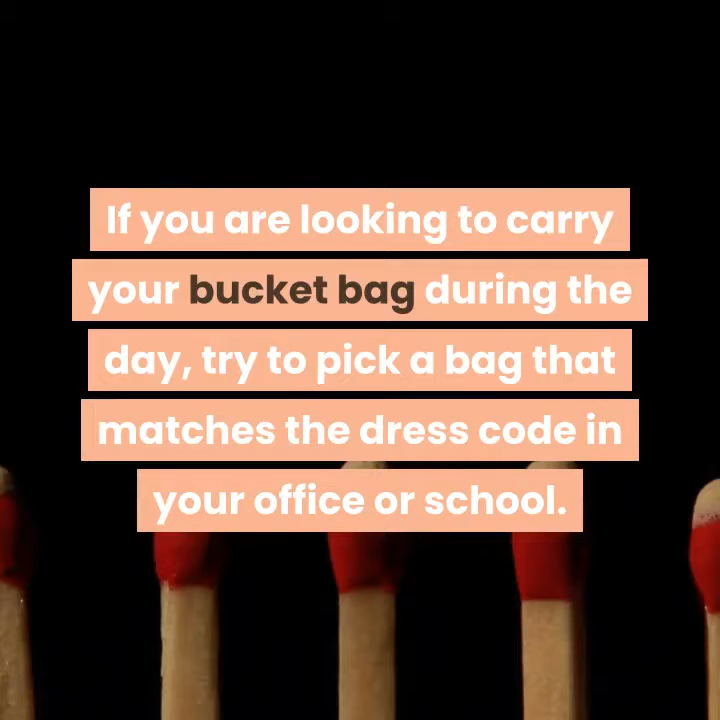 If you are looking to carry
your bucket bag during the
day, try to pick a bag that
matches the dress code in
your office or school.